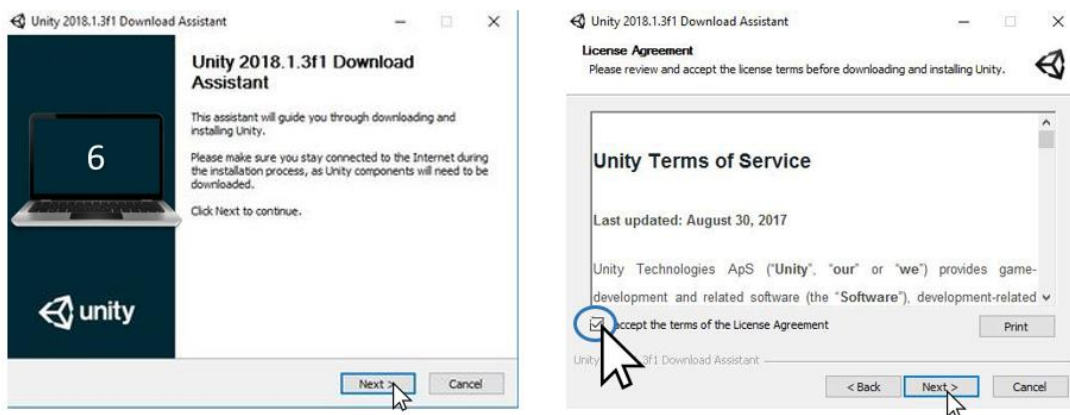 Unity 2018.1.3f1 Download Assistant
Unity 2018.1.3f1 Download
Assistant
This assistant will guide you through downloading and
installing Unity.
Please make sure you stay connected to the Internet during
the installation process, as Unity components will need to be
downloaded.
Click Next to continue.
6
unity
Next >
Cancel
Unity 2018.1.3f1 Download Assistant
License Agreement
Please review and accept the license terms before downloading and installing Unity.
Unity Terms of Service
Last updated: August 30, 2017
Unity Technologies ApS (“Unity”, “our” or “we”) provides game-
development and related software (the “Software”), development-related
accept the terms of the License Agreement
Print
Unity 3f1 Download Assistant
< Back
Next >
Cancel